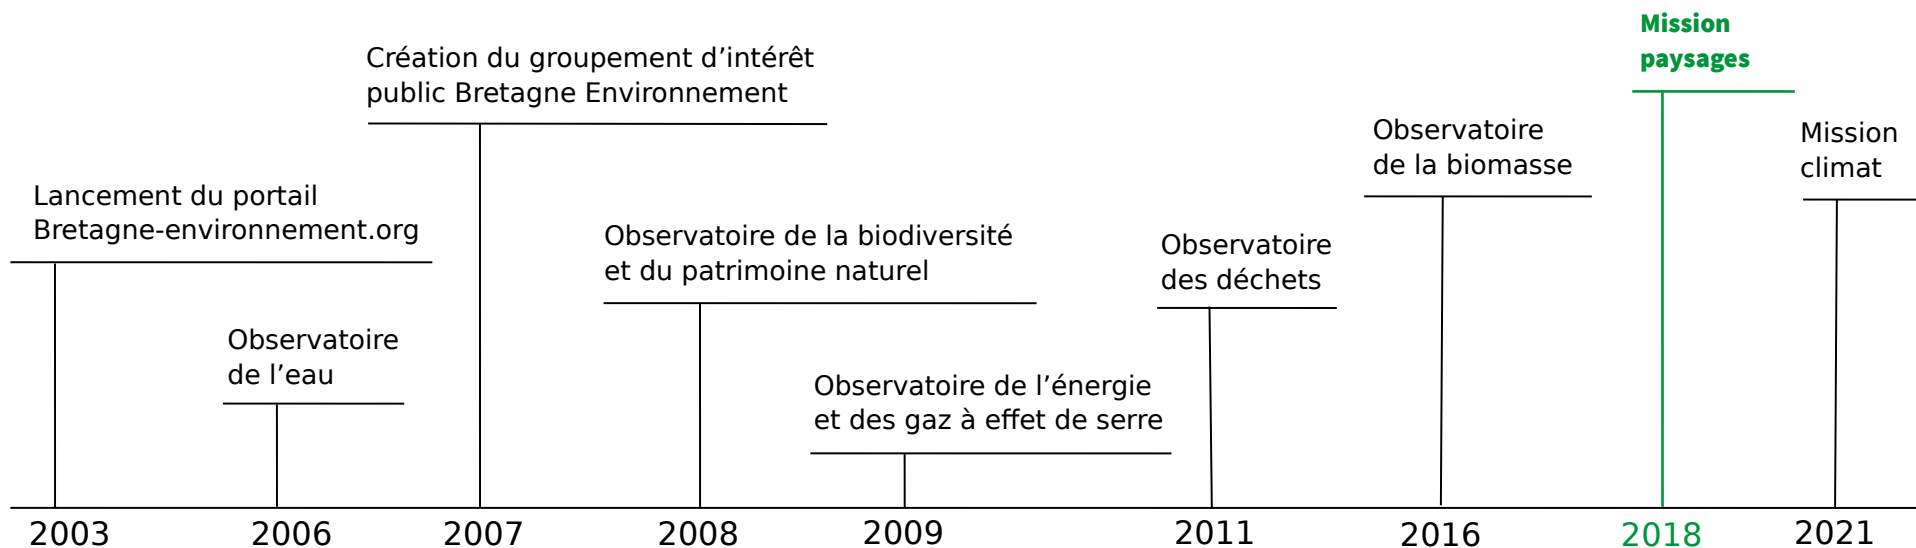 Lancement du portail
Bretagne-environnement.org
Observatoire
de l’eau
Création du groupement d’intérêt
public Bretagne Environnement
Observatoire de la biodiversité
et du patrimoine naturel
Observatoire de l’énergie
et des gaz à effet de serre
Observatoire
des déchets
Observatoire
de la biomasse
Mission
paysages
Mission
climat
2003 2006 2007 2008 2009 2011 2016 2018 2021